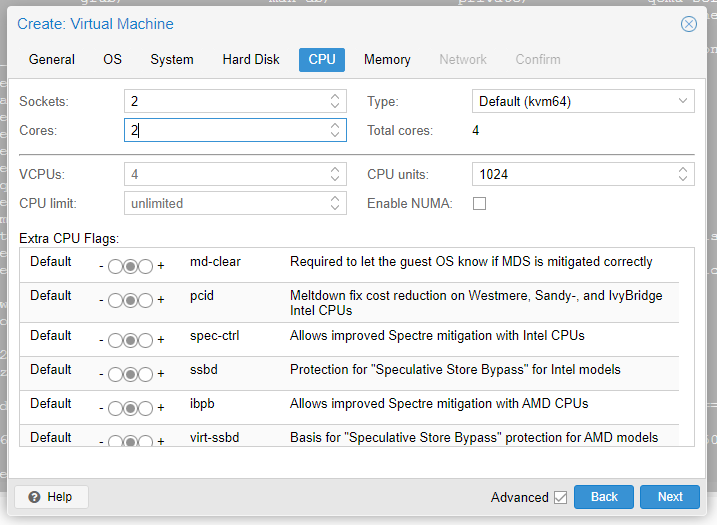 Create: Virtual Machine
General OS System Hard Disk CPU Memory Network Confirm
Sockets: 2 Type: Default (kvm64)
Cores: 2 Total cores: 4
VCPUs: 4 CPU units: 1024
CPU limit: unlimited Enable NUMA:
Extra CPU Flags:
Default - + md-clear Required to let the guest OS know if MDS is mitigated correctly
Default - + pcid Meltdown fix cost reduction on Westmere, Sandy-, and IvyBridge
Intel CPUs
Default - + spec-ctrl Allows improved Spectre mitigation with Intel CPUs
Default - + ssbd Protection for "Speculative Store Bypass" for Intel models
Default - + ibpb Allows improved Spectre mitigation with AMD CPUs
Default - + virt-ssbd Basis for "Speculative Store Bypass" protection for AMD models
Help Advanced Back Next